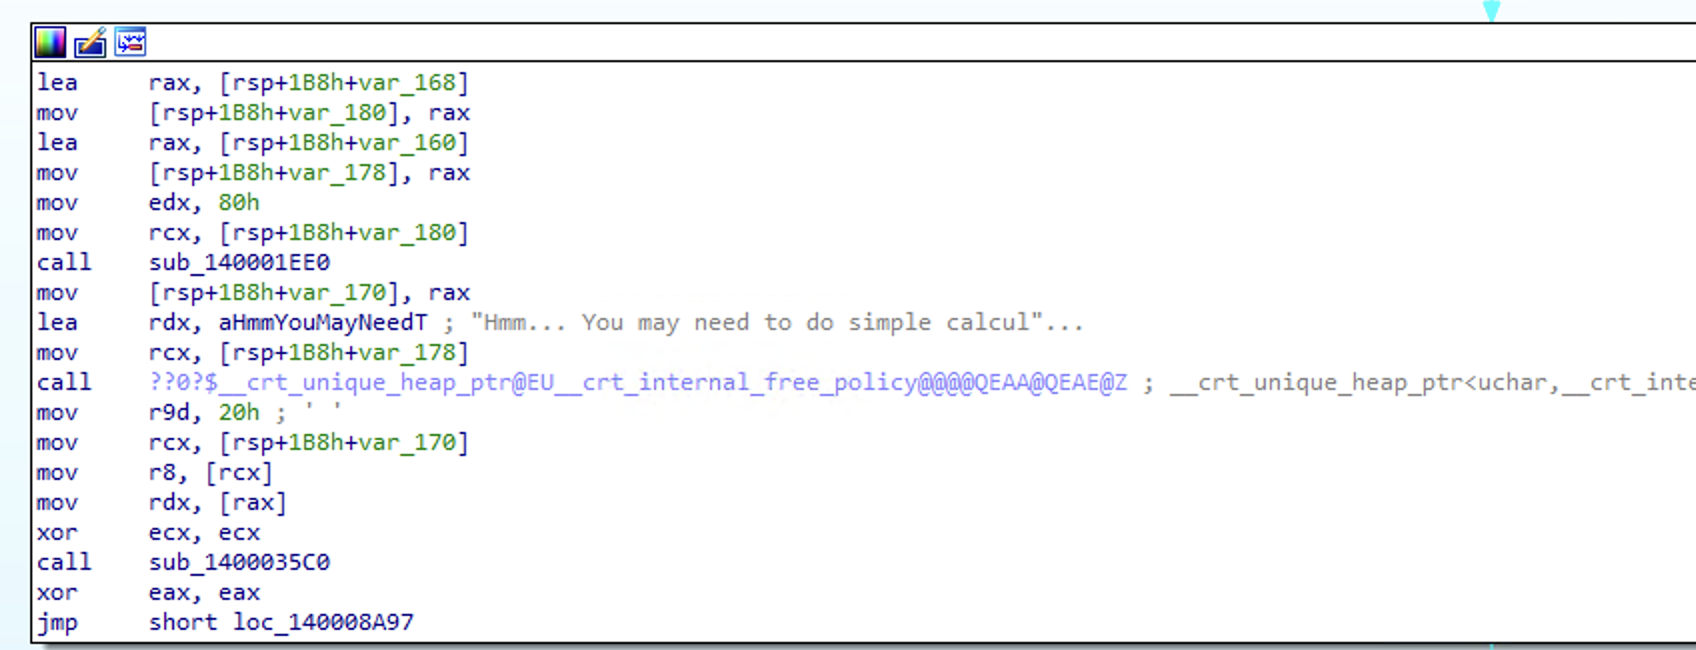 lea rax, [rsp+1B8h+var_168]
mov [rsp+1B8h+var_180], rax
lea rax, [rsp+1B8h+var_160]
mov [rsp+1B8h+var_178], rax
mov edx, 80h
mov rcx, [rsp+1B8h+var_180]
call sub_140001EE0
mov [rsp+1B8h+var_170], rax
lea rdx, aHmmYouMayNeedT ; "Hmm... You may need to do simple calcul"...
mov rcx, [rsp+1B8h+var_178]
call ??0?$__crt_unique_heap_ptr@EU__crt_internal_free_policy@@@@QEAA@QEAE@Z ; __crt_unique_heap_ptr<uchar,__crt_inte
mov r9d, 20h ; ' '
mov rcx, [rsp+1B8h+var_170]
mov r8, [rcx]
mov rdx, [rax]
xor ecx, ecx
call sub_1400035C0
xor eax, eax
jmp short loc_140008A97